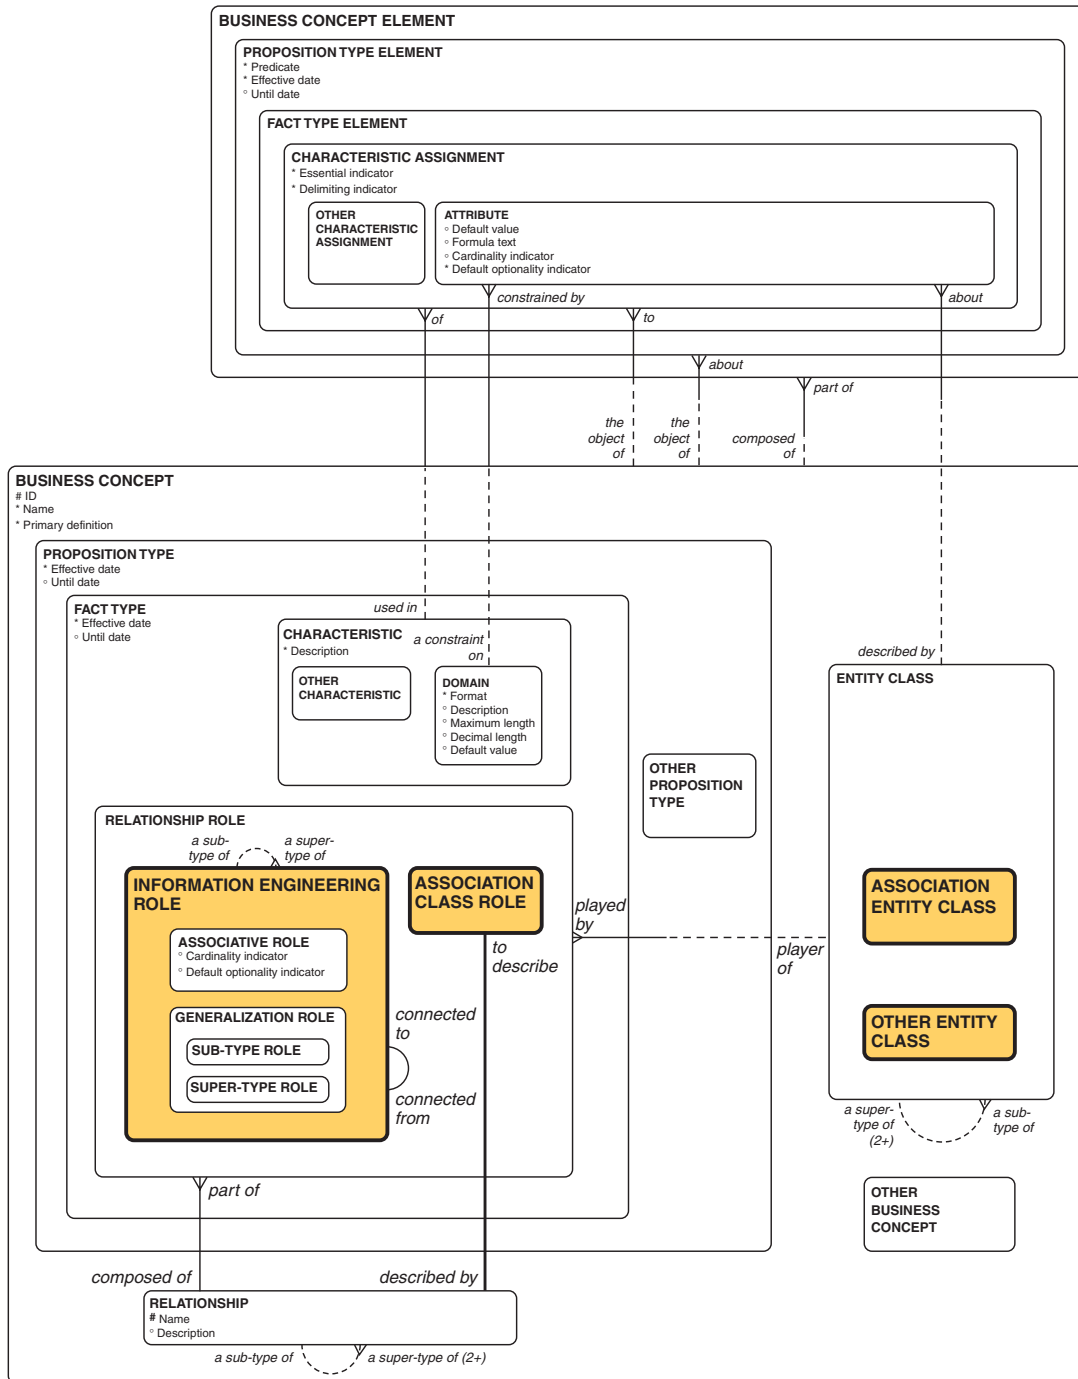 BUSINESS CONCEPT ELEMENT
PROPOSITION TYPE ELEMENT
* Predicate
* Effective date
° Until date
FACT TYPE ELEMENT
CHARACTERISTIC ASSIGNMENT
* Essential indicator
* Delimiting indicator
OTHER
CHARACTERISTIC
ASSIGNMENT
ATTRIBUTE
° Default value
° Formula text
° Cardinality indicator
* Default optionality indicator
constrained by
about
of
to
about
part of
the
object
of
the
object
of
composed
of
BUSINESS CONCEPT
# ID
* Name
* Primary definition
PROPOSITION TYPE
* Effective date
° Until date
FACT TYPE
* Effective date
° Until date
used in
CHARACTERISTIC
* Description
a constraint
on
OTHER
CHARACTERISTIC
DOMAIN
* Format
° Description
° Maximum length
° Decimal length
° Default value
described by
ENTITY CLASS
OTHER
PROPOSITION
TYPE
RELATIONSHIP ROLE
a sub-
type of
a super-
type of
INFORMATION ENGINEERING
ROLE
ASSOCIATION
CLASS ROLE
ASSOCIATION
ENTITY CLASS
played
by
player
of
to
describe
ASSOCIATIVE ROLE
° Cardinality indicator
° Default optionality indicator
GENERALIZATION ROLE
SUB-TYPE ROLE
SUPER-TYPE ROLE
connected
to
connected
from
OTHER ENTITY
CLASS
a super-
type of
(2+)
a sub-
type of
part of
OTHER
BUSINESS
CONCEPT
composed of
described by
RELATIONSHIP
# Name
° Description
a sub-type of
a super-type of (2+)